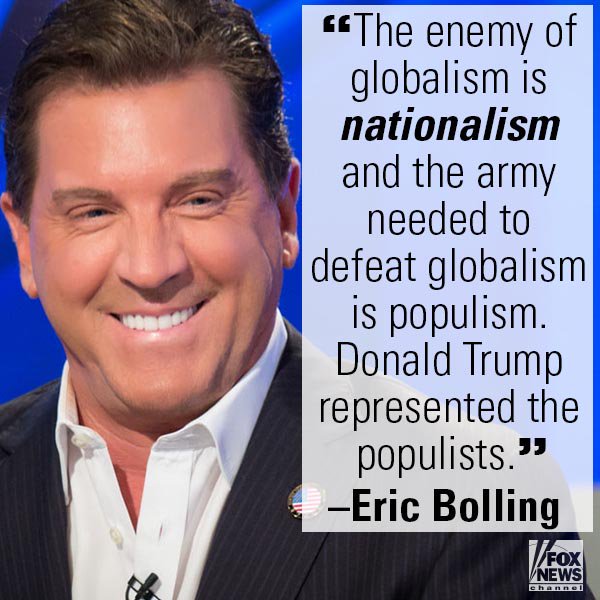 “The enemy of
globalism is
nationalism
and the army
needed to
defeat globalism
is populism.
Donald Trump
represented the
populists.”
–Eric Bolling
FOX
NEWS
channel